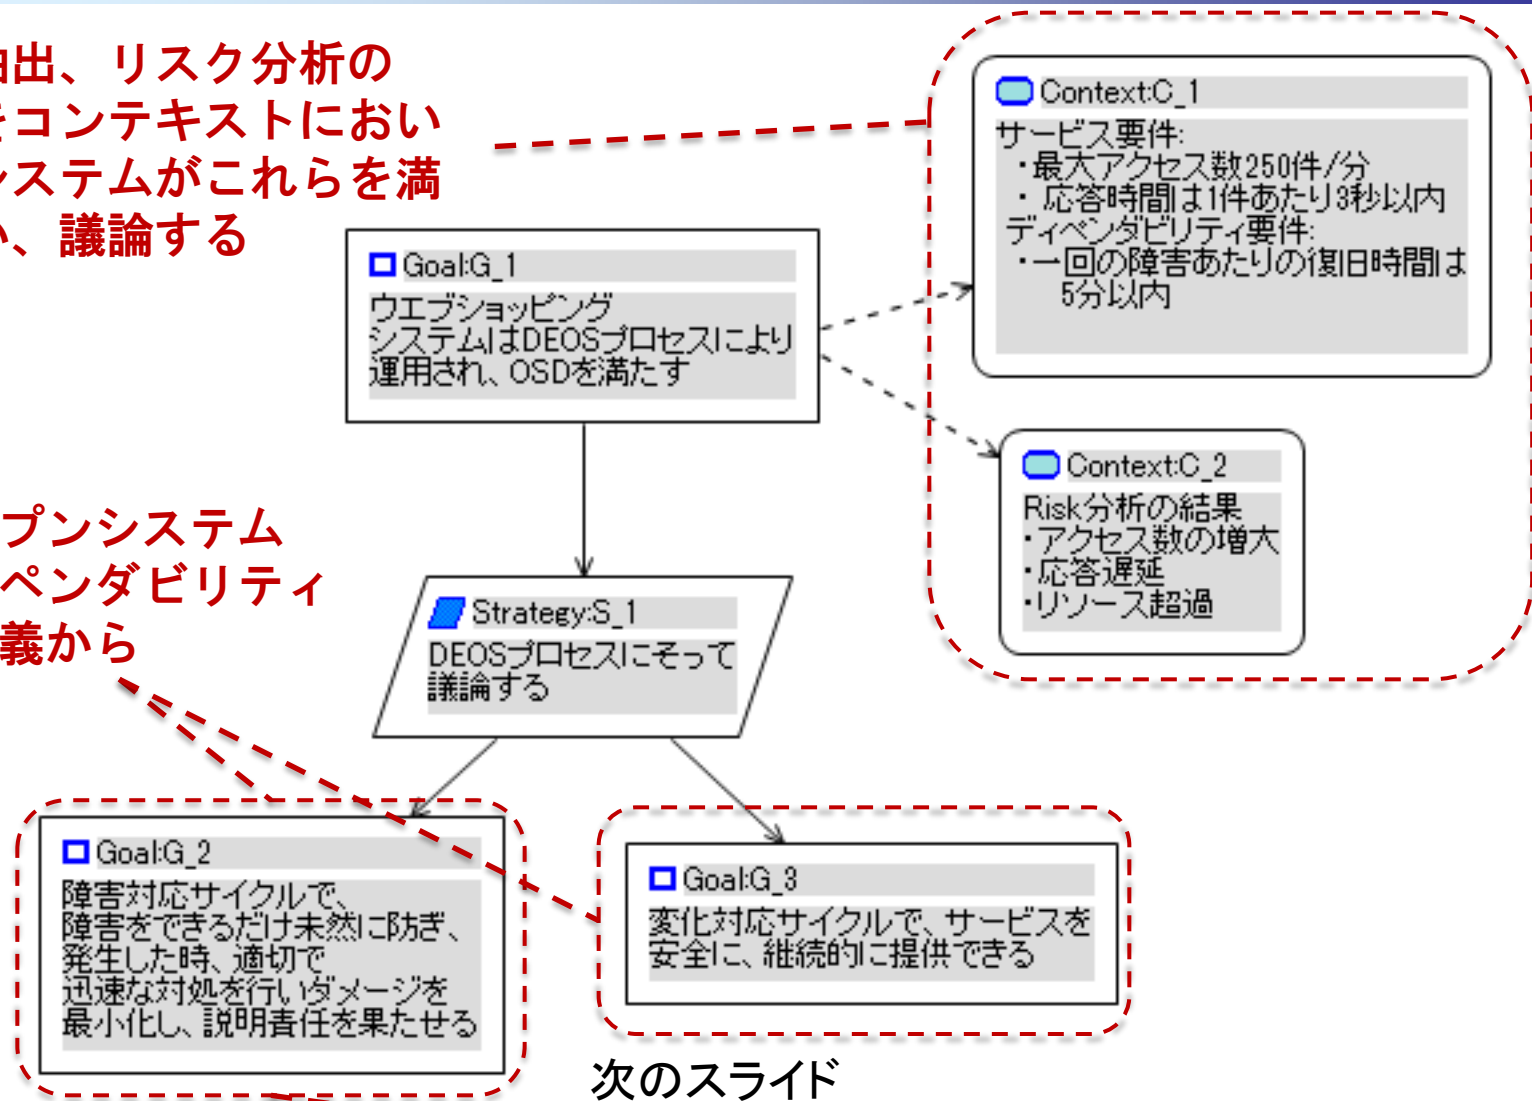 出、リスク分析の
をコンテキストにおい
システムがこれらを満
い、議論する
Context:C_1
サービス要件:
・最大アクセス数250件/分
・応答時間は1件あたり3秒以内
ディペンダビリティ要件:
・一回の障害あたりの復旧時間は
5分以内
Goal:G_1
ウエブショッピング
システムはDEOSプロセスにより
運用され、OSDを満たす
Context:C_2
Risk分析の結果
・アクセス数の増大
・応答遅延
・リソース超過
プンシステム
ペンダビリティ
義から
Strategy:S_1
DEOSプロセスにそって
議論する
Goal:G_2
障害対応サイクルで、
障害をできるだけ未然に防ぎ、
発生した時、適切で
迅速な対処を行いダメージを
最小化し、説明責任を果たせる
Goal:G_3
変化対応サイクルで、サービスを
安全に、継続的に提供できる
次のスライド